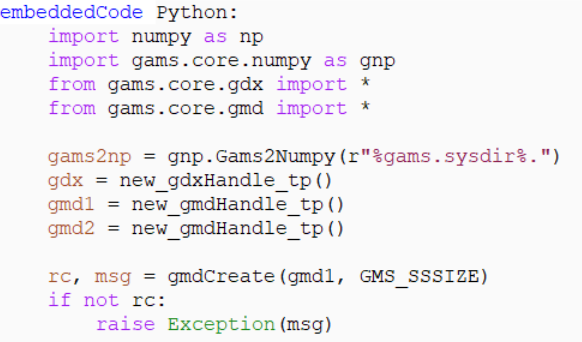 embeddedCode Python:
    import numpy as np
    import gams.core.numpy as gnp
    from gams.core.gdx import *
    from gams.core.gmd import *

    gams2np = gnp.Gams2Numpy(r"%gams.sysdir%.")
    gdx = new_gdxHandle_tp()
    gmd1 = new_gmdHandle_tp()
    gmd2 = new_gmdHandle_tp()

    rc, msg = gmdCreate(gmd1, GMS_SSSIZE)
    if not rc:
        raise Exception(msg)